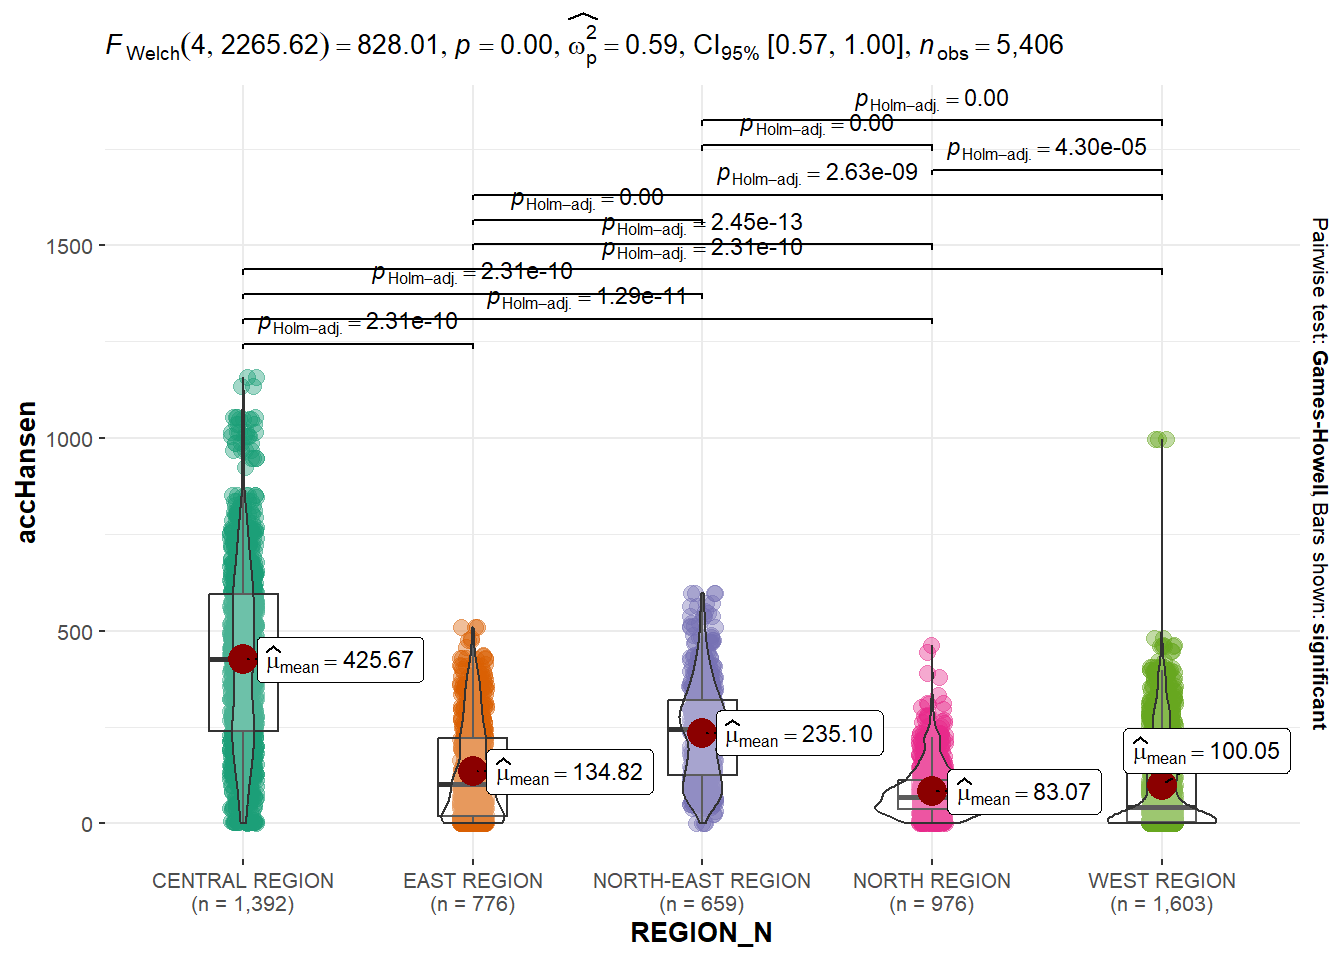 F Welch(4, 2265.62) = 828.01, p = 0.00, ω̂²p = 0.59, CI95% [0.57, 1.00], nobs = 5,406
pHolm−adj. = 0.00
pHolm−adj. = 0.00
pHolm−adj. = 4.30e-05
pHolm−adj. = 2.63e-09
pHolm−adj. = 0.00
pHolm−adj. = 2.45e-13
pHolm−adj. = 2.31e-10
pHolm−adj. = 2.31e-10
pHolm−adj. = 1.29e-11
pHolm−adj. = 2.31e-10
1500
1000
500
0
accHansen
μ̂mean = 425.67
μ̂mean = 134.82
μ̂mean = 235.10
μ̂mean = 83.07
μ̂mean = 100.05
Pairwise test: Games-Howell, Bars shown: significant
CENTRAL REGION
(n = 1,392)
EAST REGION
(n = 776)
NORTH-EAST REGION
(n = 659)
NORTH REGION
(n = 976)
WEST REGION
(n = 1,603)
REGION_N